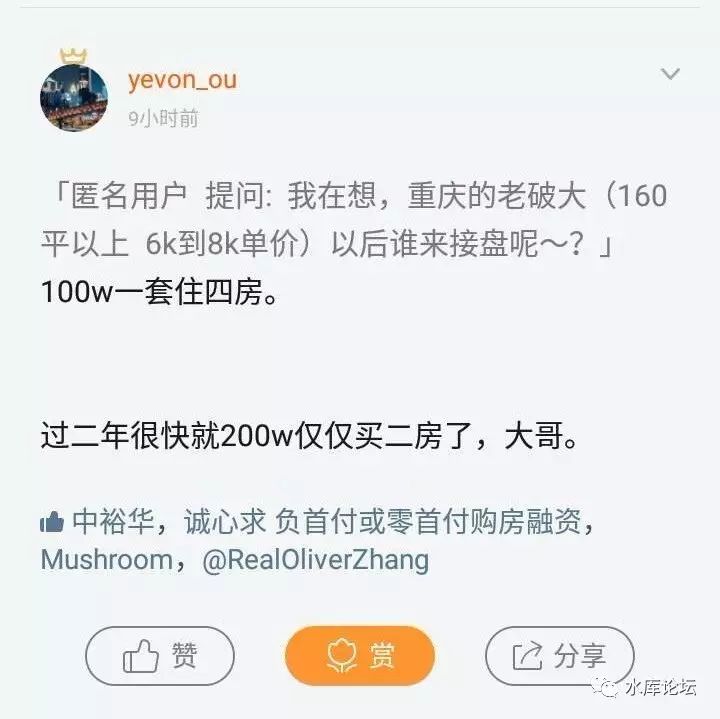 yevon_ou
9小时前
「匿名用户 提问: 我在想，重庆的老破大（160
平以上 6k到8k单价）以后谁来接盘呢～？」
100w一套住四房。
过二年很快就200w仅仅买二房了，大哥。
中裕华，诚心求 负首付或零首付购房融资，
Mushroom，@RealOliverZhang
赞
赏
分享
水库论坛